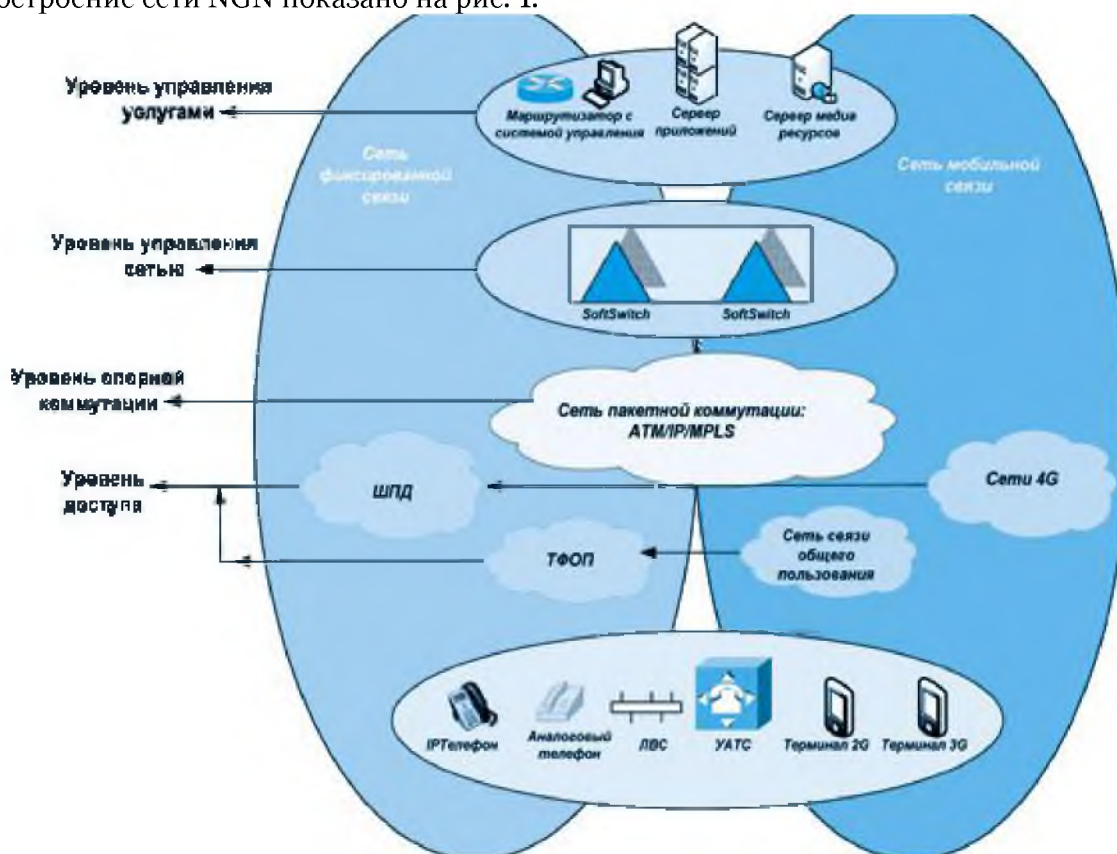 остроение сети NGN показано на рис. 1.
Уровень управления
услугами
Маршрутизатор с
системой управления
Сервер
приложений
Сервер медиа
ресурсов
Сеть
фиксированной
связи
Сеть мобильной
связи
Уровень управления
сетью
SoftSwitch
SoftSwitch
Уровень опорной
коммутации
Сеть пакетной коммутации:
ATM/IP/MPLS
Уровень
доступа
ШПД
Сети 4G
ТФОП
Сеть связи
общего
пользования
IPТелефон
Аналоговый
телефон
ЛВС
УАТС
Терминал 2G
Терминал 3G